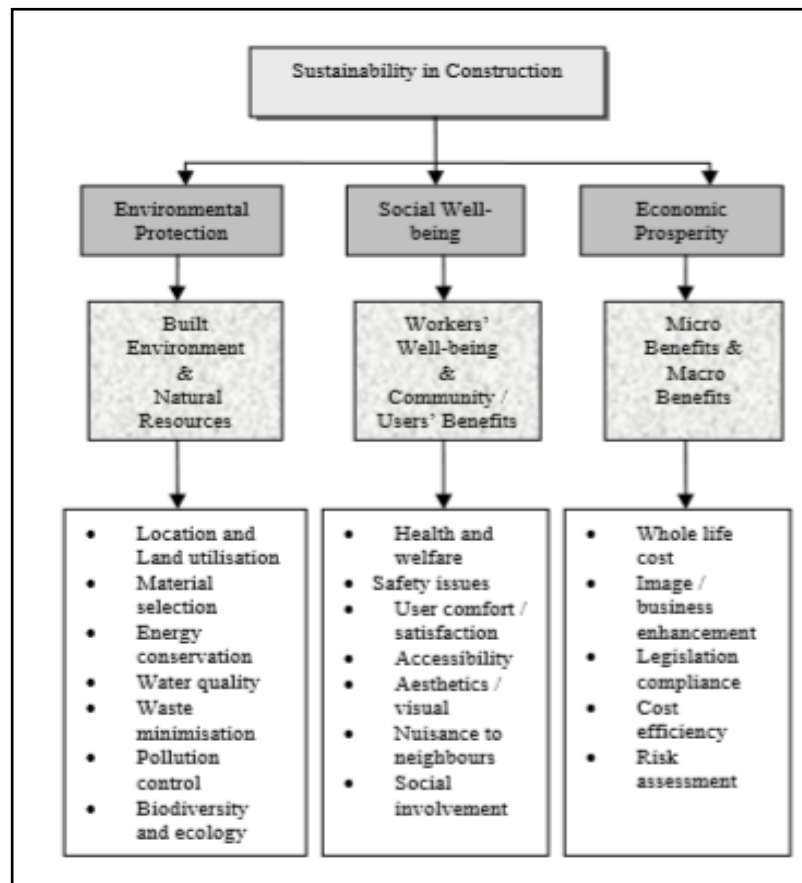 Sustainability in Construction
Environmental
Protection
Social Well-
being
Economic
Prosperity
Built
Environment
&
Natural
Resources
Workers'
Well-being
&
Community /
Users' Benefits
Micro
Benefits &
Macro
Benefits
• Location and
Land utilisation
• Material
selection
• Energy
conservation
• Water quality
• Waste
minimisation
• Pollution
control
• Biodiversity
and ecology
• Health and
welfare
• Safety issues
• User comfort /
satisfaction
• Accessibility
• Aesthetics /
visual
• Nuisance to
neighbours
• Social
involvement
• Whole life
cost
• Image /
business
enhancement
• Legislation
compliance
• Cost
efficiency
• Risk
assessment